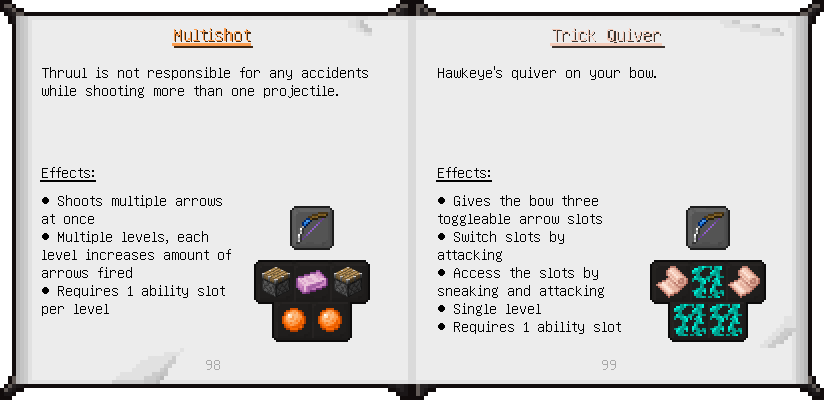 Multishot
Thruul is not responsible for any accidents
while shooting more than one projectile.
Effects:
• Shoots multiple arrows
at once
• Multiple levels, each
level increases amount of
arrows fired
• Requires 1 ability slot
per level
98
Trick Quiver
Hawkeye's quiver on your bow.
Effects:
• Gives the bow three
toggleable arrow slots
• Switch slots by
attacking
• Access the slots by
sneaking and attacking
• Single level
• Requires 1 ability slot
99